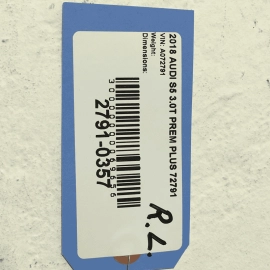 2018 AUDI S5 3.0T PREM PLUS 72791
VIN: A072791
Weight:
Dimensions:
2791-0357
R.L.